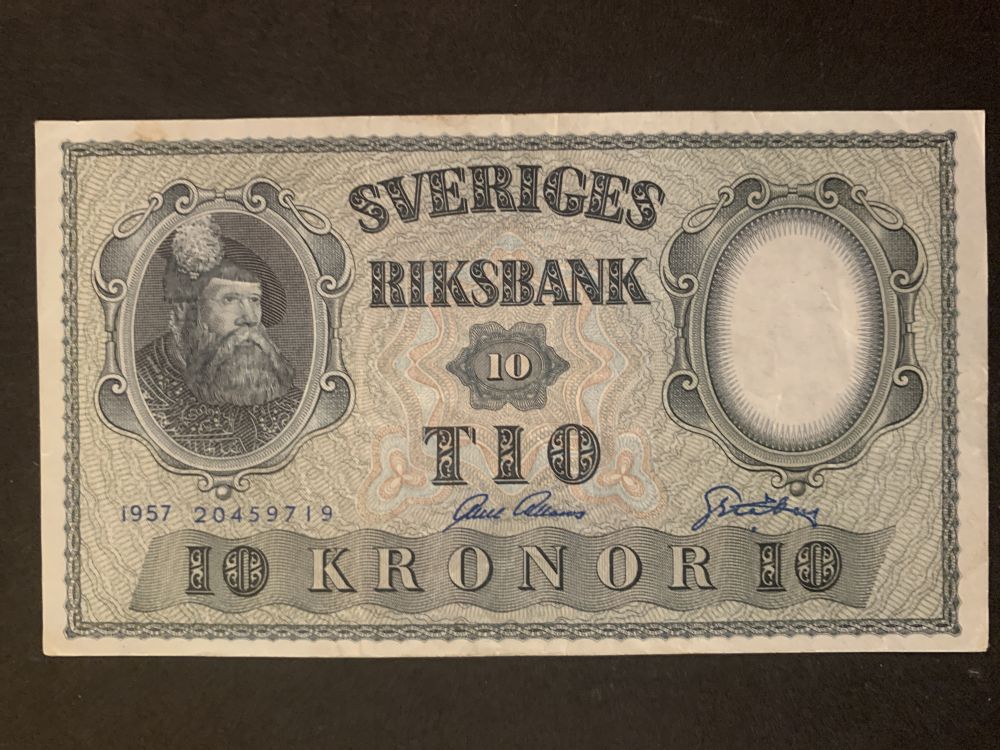 SVERIGES
RIKSBANK
10
TIO
1957 20459719
10 KRONOR 10